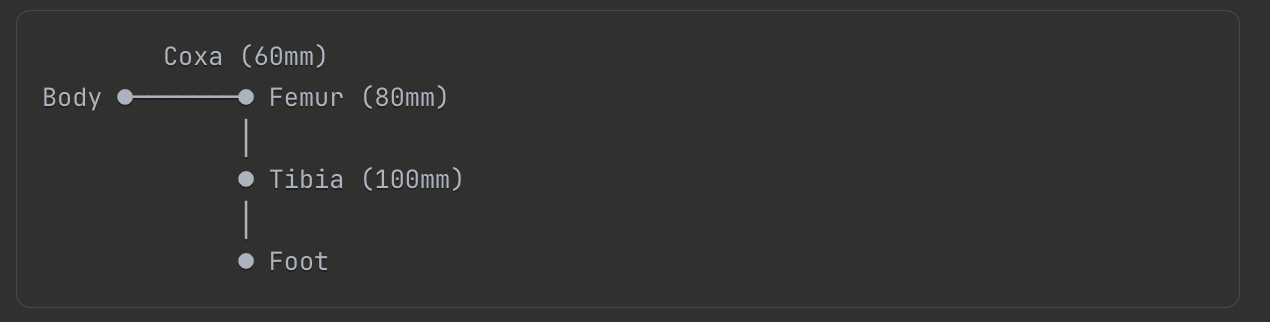 Coxa (60mm)
Body Femur (80mm)
Tibia (100mm)
Foot